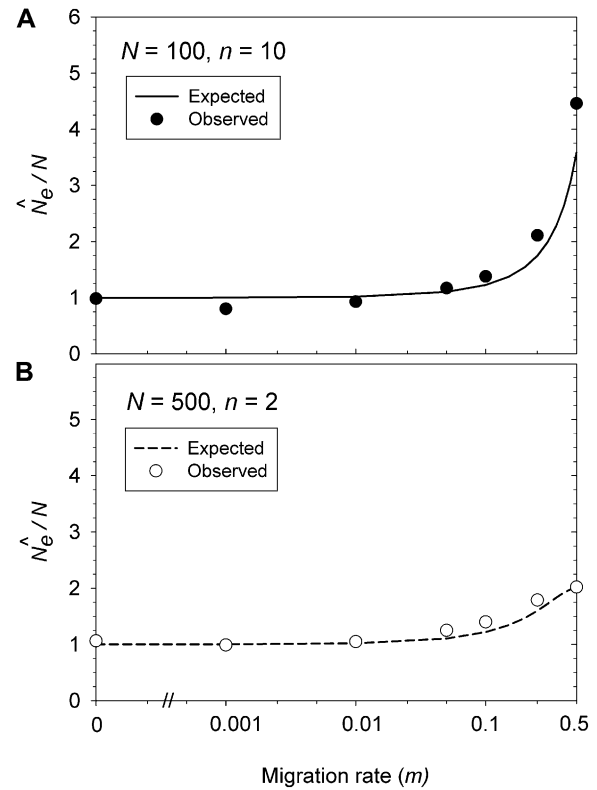 A
6
5
4
3
2
1
0
N̂e / N
N = 100, n = 10
Expected
Observed
B
5
4
3
2
1
0
N̂e / N
N = 500, n = 2
Expected
Observed
0 // 0.001 0.01 0.1 0.5
Migration rate (m)